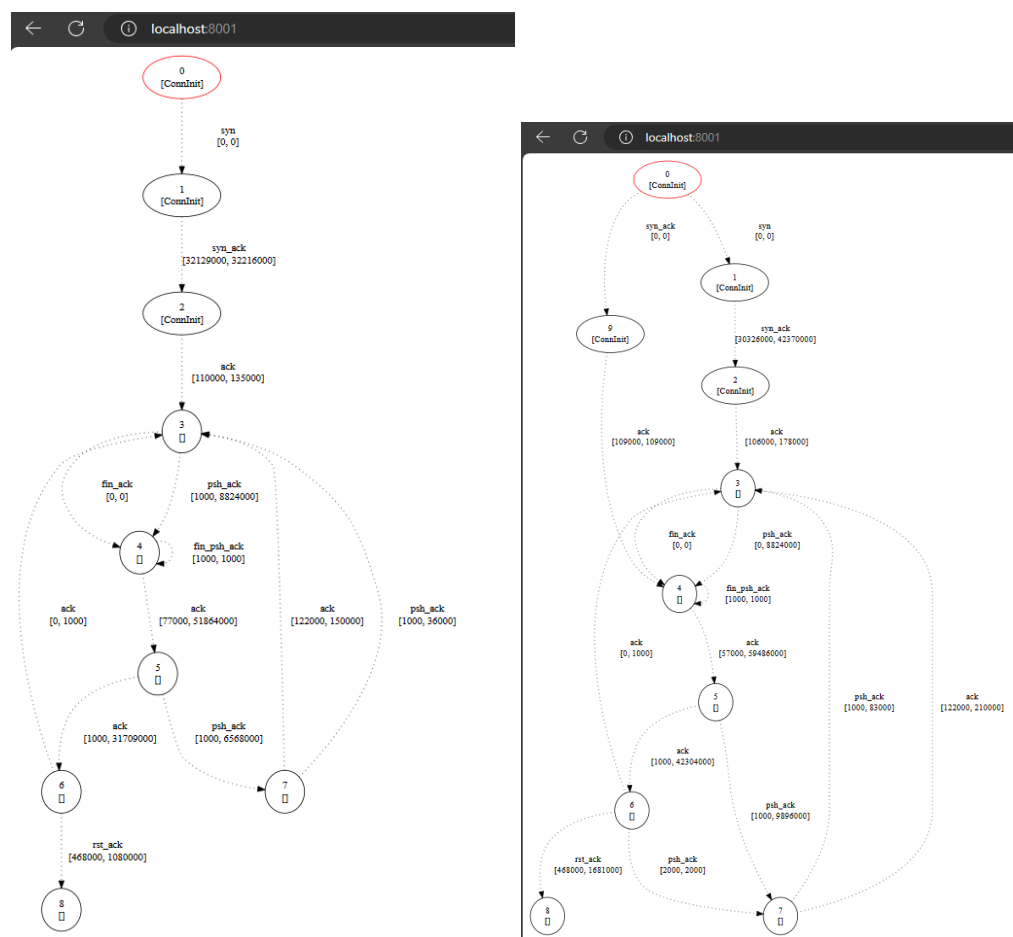 localhost:8001
0
[ConnInit]
syn
[0, 0]
1
[ConnInit]
syn_ack
[32129000, 32216000]
2
[ConnInit]
ack
[110000, 135000]
3
[]
fin_ack
[0, 0]
psh_ack
[1000, 8824000]
4
[]
fin_psh_ack
[1000, 1000]
ack
[0, 1000]
ack
[77000, 51864000]
ack
[122000, 150000]
psh_ack
[1000, 36000]
5
[]
ack
[1000, 31709000]
psh_ack
[1000, 6568000]
6
[]
7
[]
rst_ack
[468000, 1080000]
8
[]
localhost:8001
0
[ConnInit]
syn_ack
[0, 0]
syn
[0, 0]
1
[ConnInit]
9
[ConnInit]
syn_ack
[30326000, 42370000]
2
[ConnInit]
ack
[109000, 109000]
ack
[106000, 178000]
3
[]
fin_ack
[0, 0]
psh_ack
[0, 8824000]
4
[]
fin_psh_ack
[1000, 1000]
ack
[0, 1000]
ack
[57000, 59486000]
5
[]
psh_ack
[1000, 83000]
ack
[122000, 210000]
ack
[1000, 42304000]
6
[]
psh_ack
[1000, 9896000]
rst_ack
[468000, 1681000]
psh_ack
[2000, 2000]
8
[]
7
[]